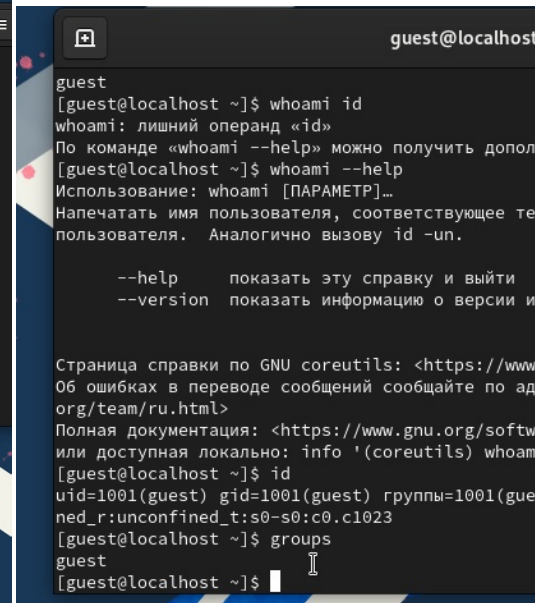 guest@localhost
guest
[guest@localhost ~]$ whoami id
whoami: лишний операнд «id»
По команде «whoami --help» можно получить допол
[guest@localhost ~]$ whoami --help
Использование: whoami [ПАРАМЕТР]…
Напечатать имя пользователя, соответствующее те
пользователя.  Аналогично вызову id -un.
--help     показать эту справку и выйти
--version  показать информацию о версии и
Страница справки по GNU coreutils: <https://www
Об ошибках в переводе сообщений сообщайте по ад
org/team/ru.html>
Полная документация: <https://www.gnu.org/softw
или доступная локально: info '(coreutils) whoam
[guest@localhost ~]$ id
uid=1001(guest) gid=1001(guest) группы=1001(gue
ned_r:unconfined_t:s0-s0:c0.c1023
[guest@localhost ~]$ groups
guest
[guest@localhost ~]$